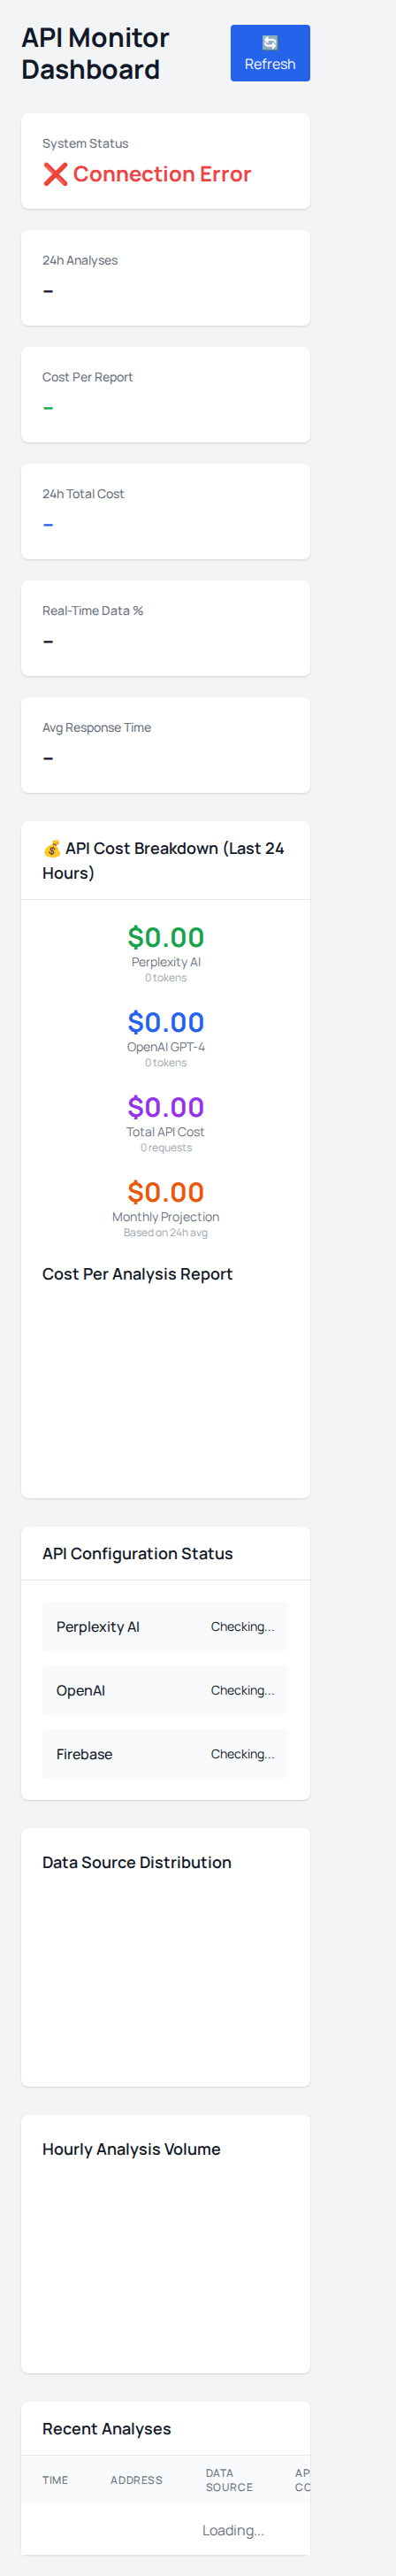 API Monitor
Dashboard
🔄
Refresh
System Status
❌ Connection Error
24h Analyses
–
Cost Per Report
–
24h Total Cost
–
Real-Time Data %
–
Avg Response Time
–
💰 API Cost Breakdown (Last 24
Hours)
$0.00
Perplexity AI
0 tokens
$0.00
OpenAI GPT-4
0 tokens
$0.00
Total API Cost
0 requests
$0.00
Monthly Projection
Based on 24h avg
Cost Per Analysis Report
API Configuration Status
Perplexity AI Checking...
OpenAI Checking...
Firebase Checking...
Data Source Distribution
Hourly Analysis Volume
Recent Analyses
TIME ADDRESS DATA
SOURCE
Loading...